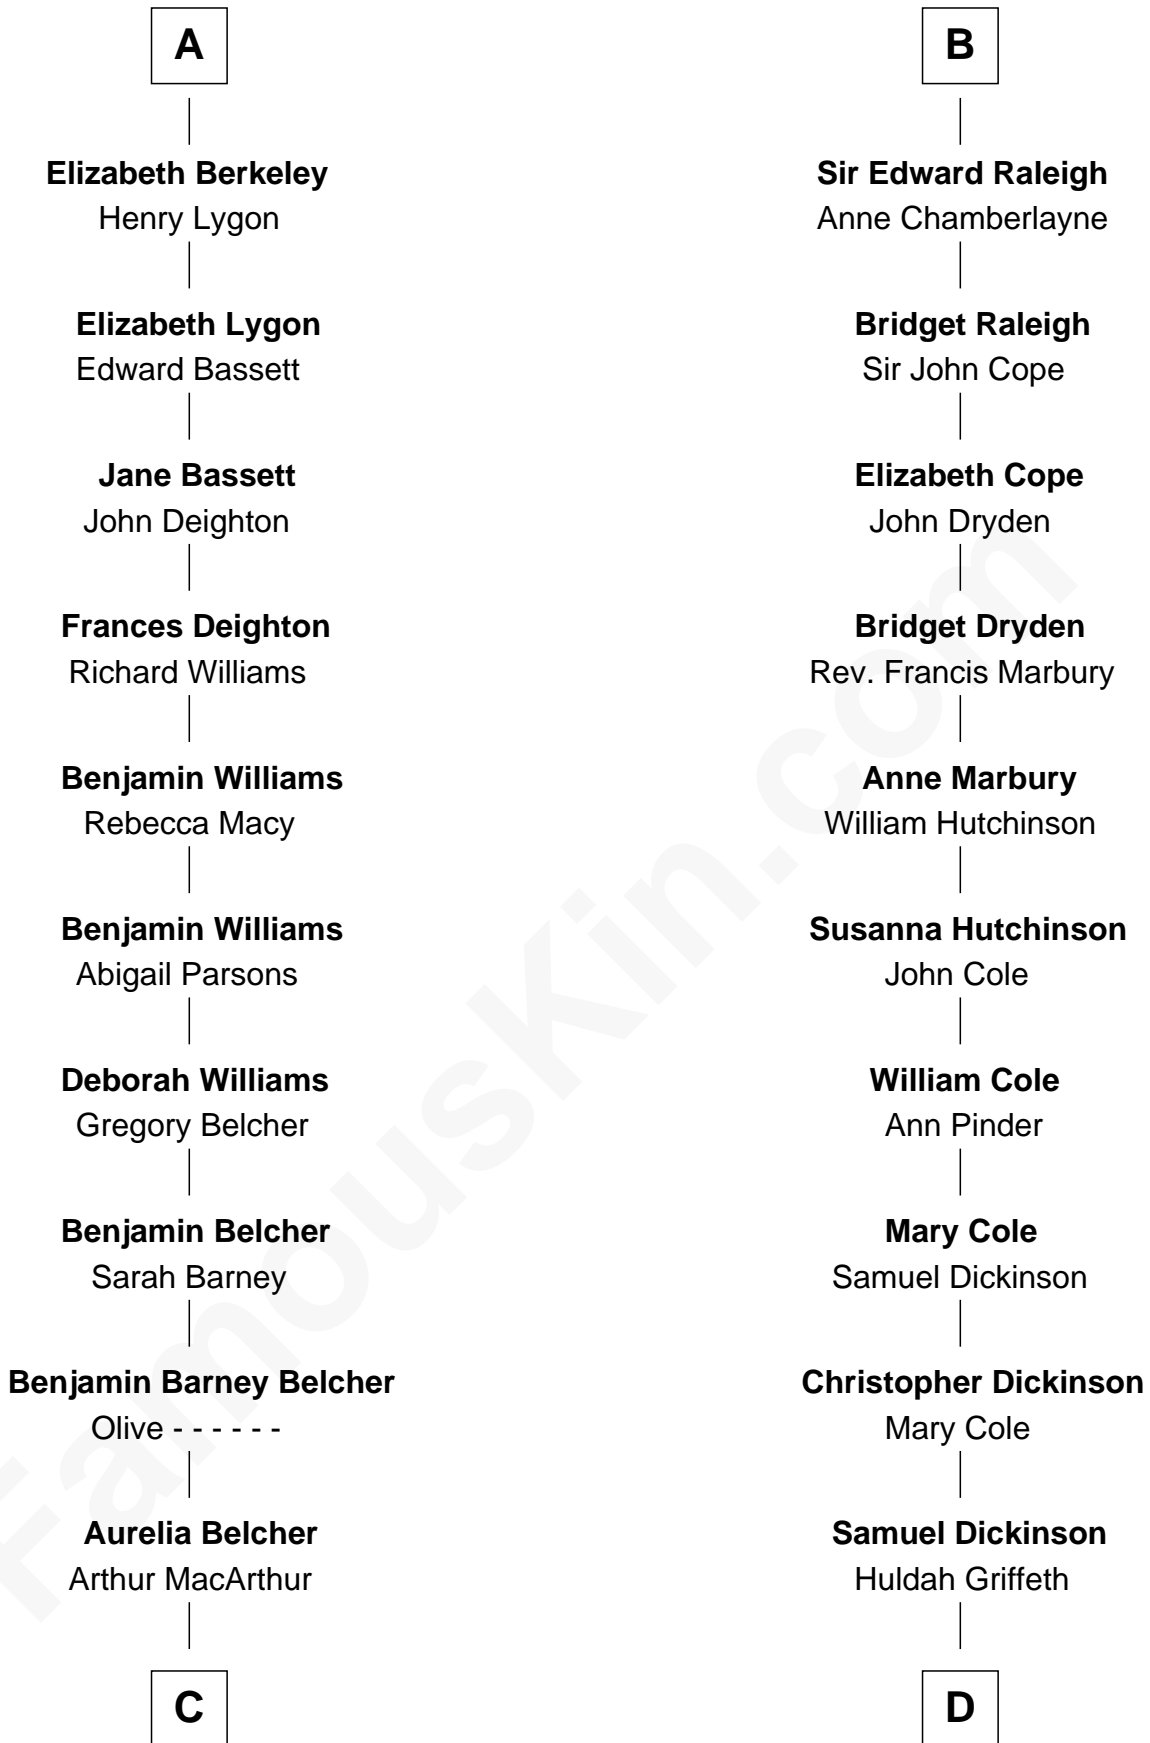 A
Elizabeth Berkeley
Henry Lygon
Elizabeth Lygon
Edward Bassett
Jane Bassett
John Deighton
Frances Deighton
Richard Williams
Benjamin Williams
Rebecca Macy
Benjamin Williams
Abigail Parsons
Deborah Williams
Gregory Belcher
Benjamin Belcher
Sarah Barney
Benjamin Barney Belcher
Olive - - - - - -
Aurelia Belcher
Arthur MacArthur
C
B
Sir Edward Raleigh
Anne Chamberlayne
Bridget Raleigh
Sir John Cope
Elizabeth Cope
John Dryden
Bridget Dryden
Rev. Francis Marbury
Anne Marbury
William Hutchinson
Susanna Hutchinson
John Cole
William Cole
Ann Pinder
Mary Cole
Samuel Dickinson
Christopher Dickinson
Mary Cole
Samuel Dickinson
Huldah Griffeth
D
FamousKin.com